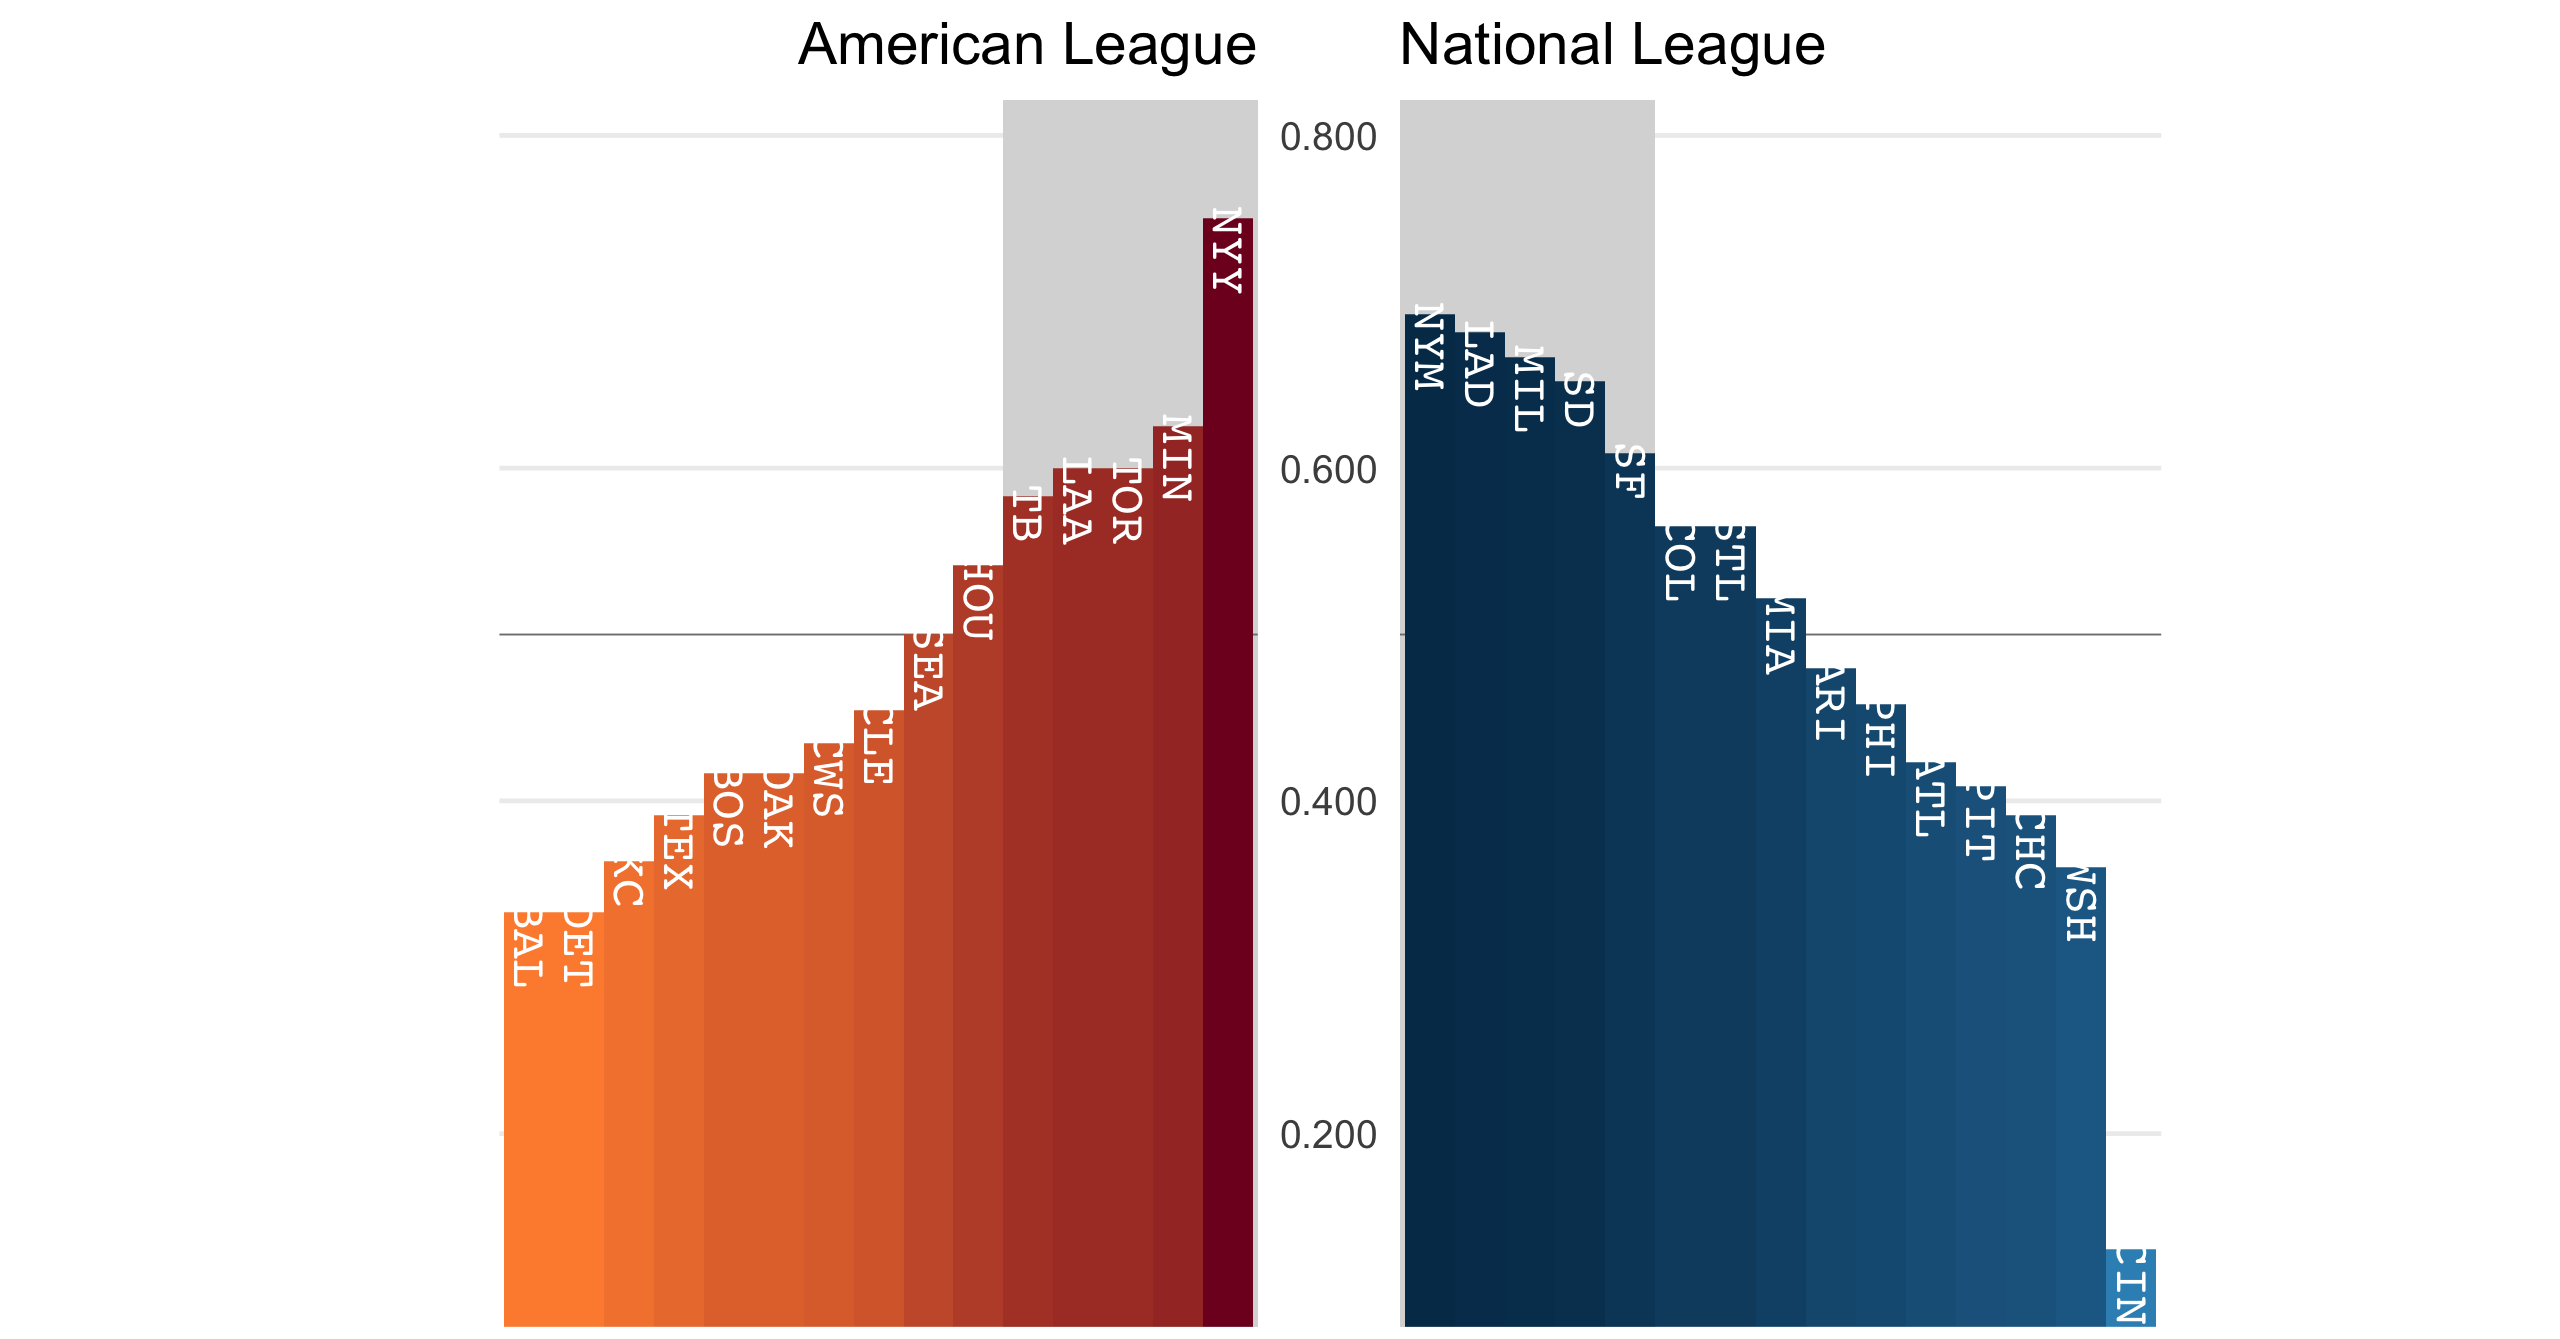 American League
National League
0.800
0.600
0.400
0.200
BAL
DET
KC
TEX
BOS
OAK
CWS
CLE
SEA
HOU
TB
LAA
TOR
MIN
NYY
NYM
LAD
MIL
SD
SF
COL
STL
MIA
ARI
PHI
ATL
PIT
CHC
WSH
CIN